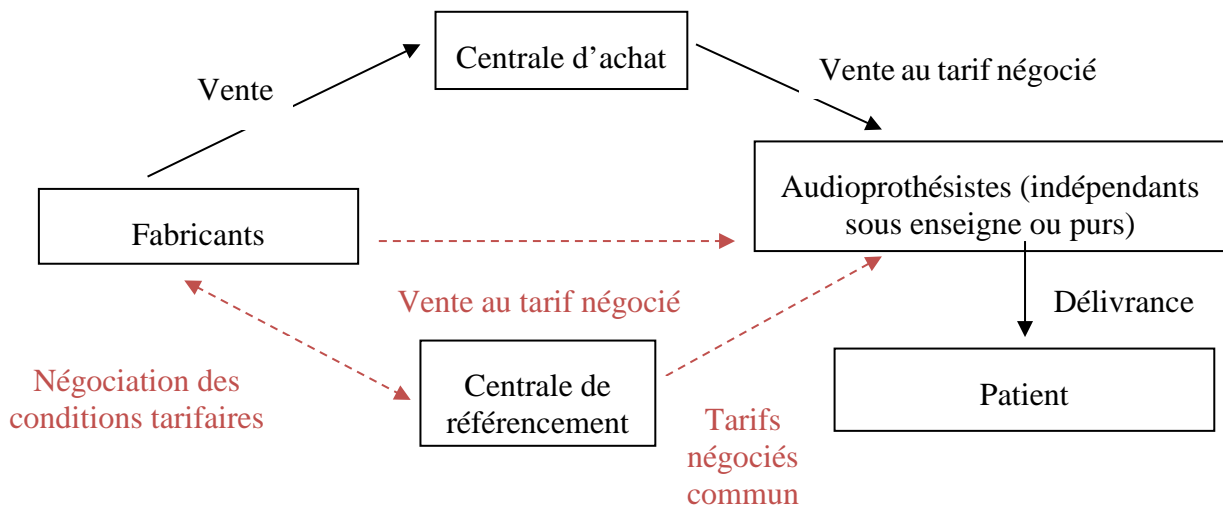 Centrale d'achat
Vente au tarif négocié
Vente
Audioprothésistes (indépendants
sous enseigne ou purs)
Fabricants
Vente au tarif négocié
Délivrance
Négociation des
conditions tarifaires
Centrale de
référencement
Patient
Tarifs
négociés
commun